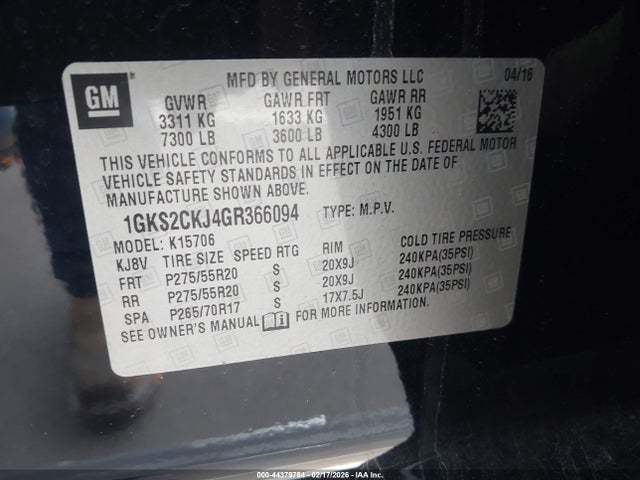 GM
MFD BY GENERAL MOTORS LLC 04/16
GVWR GAWR FRT GAWR RR
3311 KG 1633 KG 1951 KG
7300 LB 3600 LB 4300 LB
THIS VEHICLE CONFORMS TO ALL APPLICABLE U.S. FEDERAL MOTOR
VEHICLE SAFETY STANDARDS IN EFFECT ON THE DATE OF
MANUFACTURE SHOWN ABOVE.
1GKS2CKJ4GR366094 TYPE: M.P.V.
MODEL: K15706
KJ8V TIRE SIZE SPEED RTG RIM COLD TIRE PRESSURE
FRT P275/55R20 S 20X9J 240KPA(35PSI)
RR P275/55R20 S 20X9J 240KPA(35PSI)
SPA P265/70R17 S 17X7.5J 240KPA(35PSI)
SEE OWNER'S MANUAL FOR MORE INFORMATION.
000-44379754 - 02/17/2026 - IAA Inc.